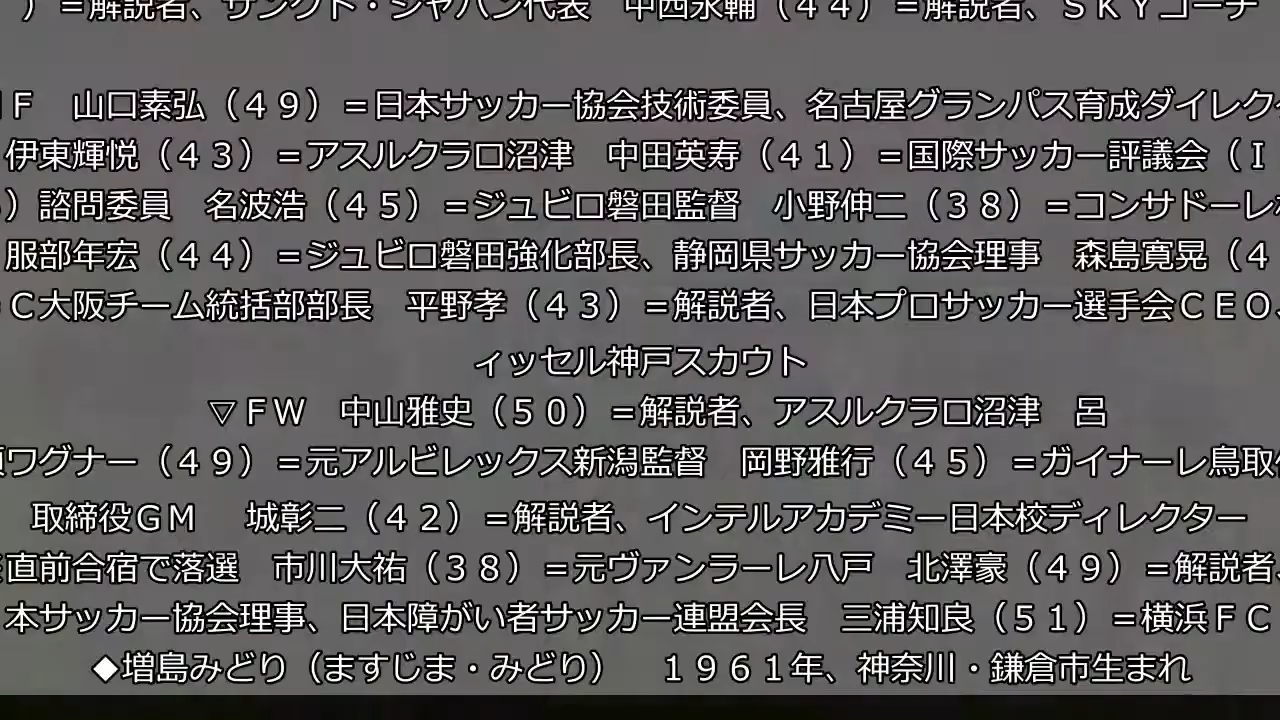 ）＝解説者、サンクト・ジャパン代表　中西永輔（４４）＝解説者、ＳＫＹコーチ
Ｆ　山口素弘（４９）＝日本サッカー協会技術委員、名古屋グランパス育成ダイレク
伊東輝悦（４３）＝アスルクラロ沼津　中田英寿（４１）＝国際サッカー評議会（Ｉ
）諮問委員　名波浩（４５）＝ジュビロ磐田監督　小野伸二（３８）＝コンサドーレ
服部年宏（４４）＝ジュビロ磐田強化部長、静岡県サッカー協会理事　森島寛晃（４
Ｃ大阪チーム統括部部長　平野孝（４３）＝解説者、日本プロサッカー選手会ＣＥＯ、
ィッセル神戸スカウト
▽ＦＷ　中山雅史（５０）＝解説者、アスルクラロ沼津　呂
ワグナー（４９）＝元アルビレックス新潟監督　岡野雅行（４５）＝ガイナーレ鳥取
取締役ＧＭ　城彰二（４２）＝解説者、インテルアカデミー日本校ディレクター
直前合宿で落選　市川大祐（３８）＝元ヴァンラーレ八戸　北澤豪（４９）＝解説者、
本サッカー協会理事、日本障がい者サッカー連盟会長　三浦知良（５１）＝横浜ＦＣ
◆増島みどり（ますじま・みどり）　１９６１年、神奈川・鎌倉市生まれ